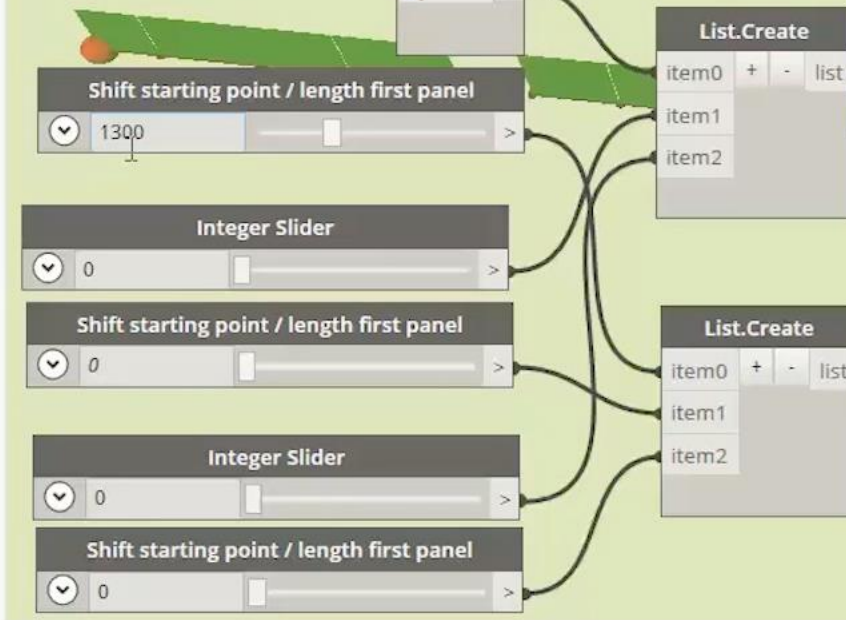 List.Create
item0 + - list
item1
item2
Shift starting point / length first panel
1300 >
Integer Slider
0 >
Shift starting point / length first panel
0 >
Integer Slider
0 >
Shift starting point / length first panel
0 >
List.Create
item0 + - list
item1
item2